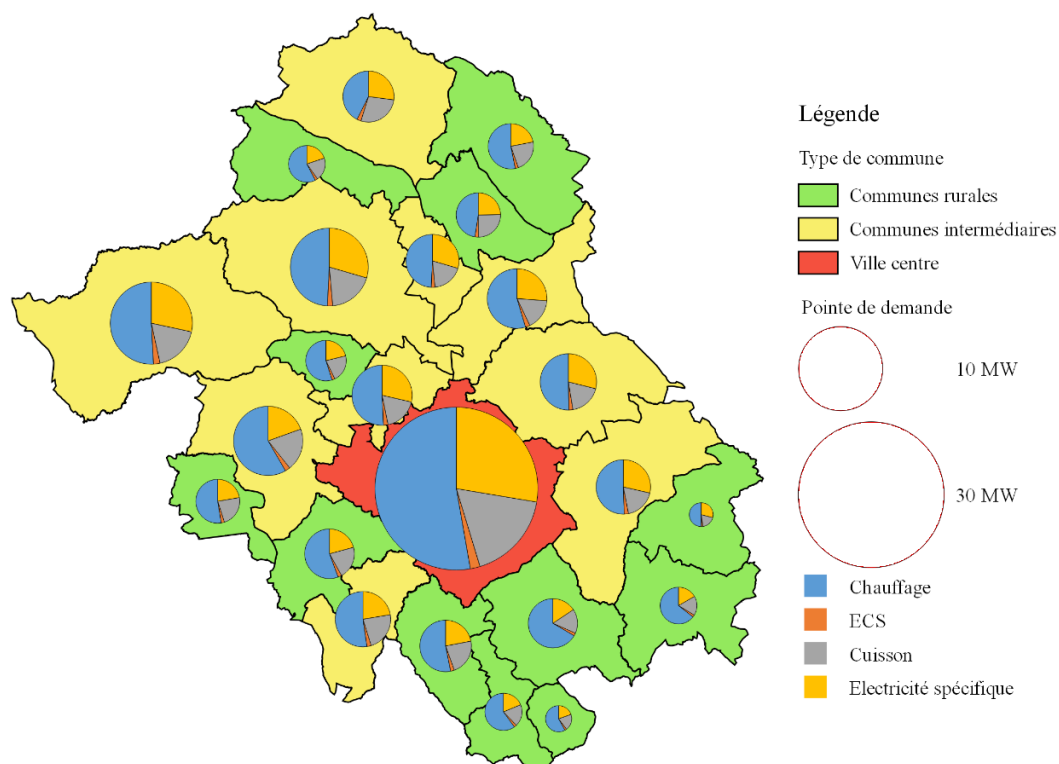 Légende
Type de commune
Communes rurales
Communes intermédiaires
Ville centre
Pointe de demande
10 MW
30 MW
Chauffage
ECS
Cuisson
Electricité spécifique